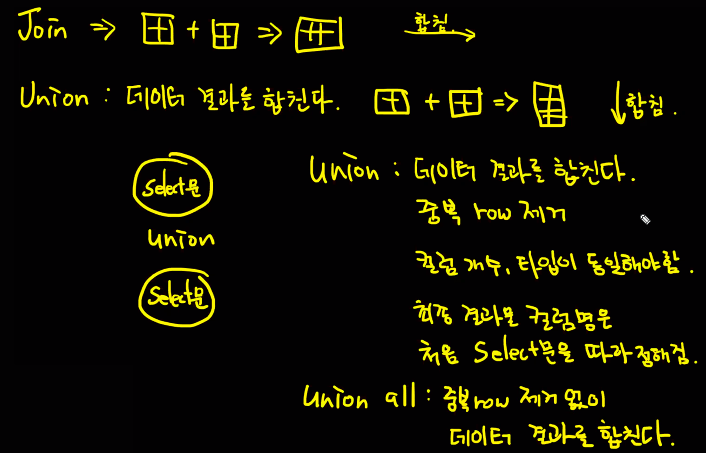 Join ⇒ + ⇒ 합침
Union : 데이터 결과를 합친다. + => ↓합침.
Union : 데이터 결과를 합친다.
중복 row 제거
컬럼 개수, 타입이 동일해야함.
최종 결과물 컬럼명은
처음 Select문을 따라 정해짐.
Select문
union
Select문
Union all : 중복row 제거 없이
데이터 결과를 합친다.